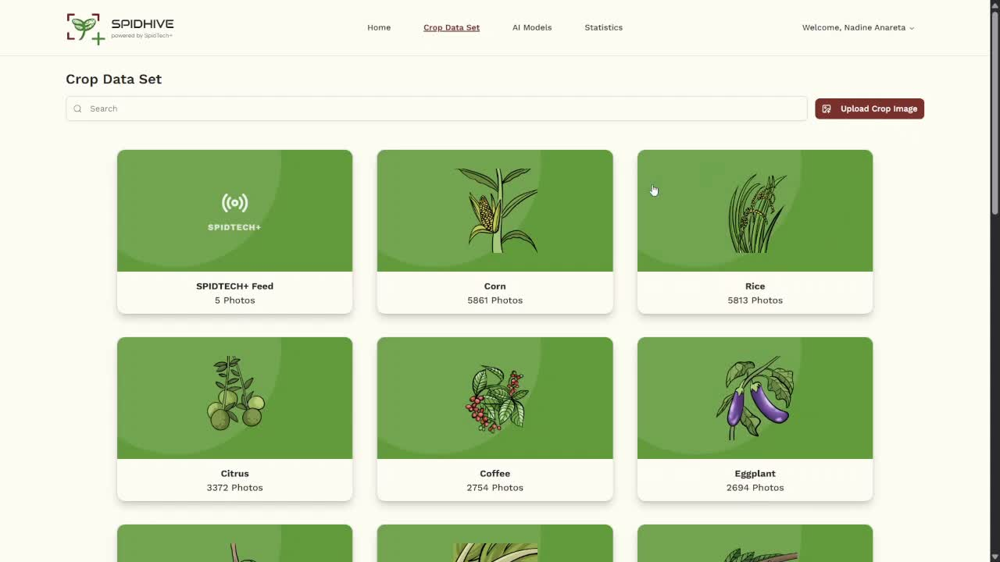 SPIDHIVE
powered by SpidTech+
Home
Crop Data Set
AI Models
Statistics
Welcome, Nadine Anareta
Crop Data Set
Search
Upload Crop Image
SPIDTECH+
SPIDTECH+ Feed
5 Photos
Corn
5861 Photos
Rice
5813 Photos
Citrus
3372 Photos
Coffee
2754 Photos
Eggplant
2694 Photos